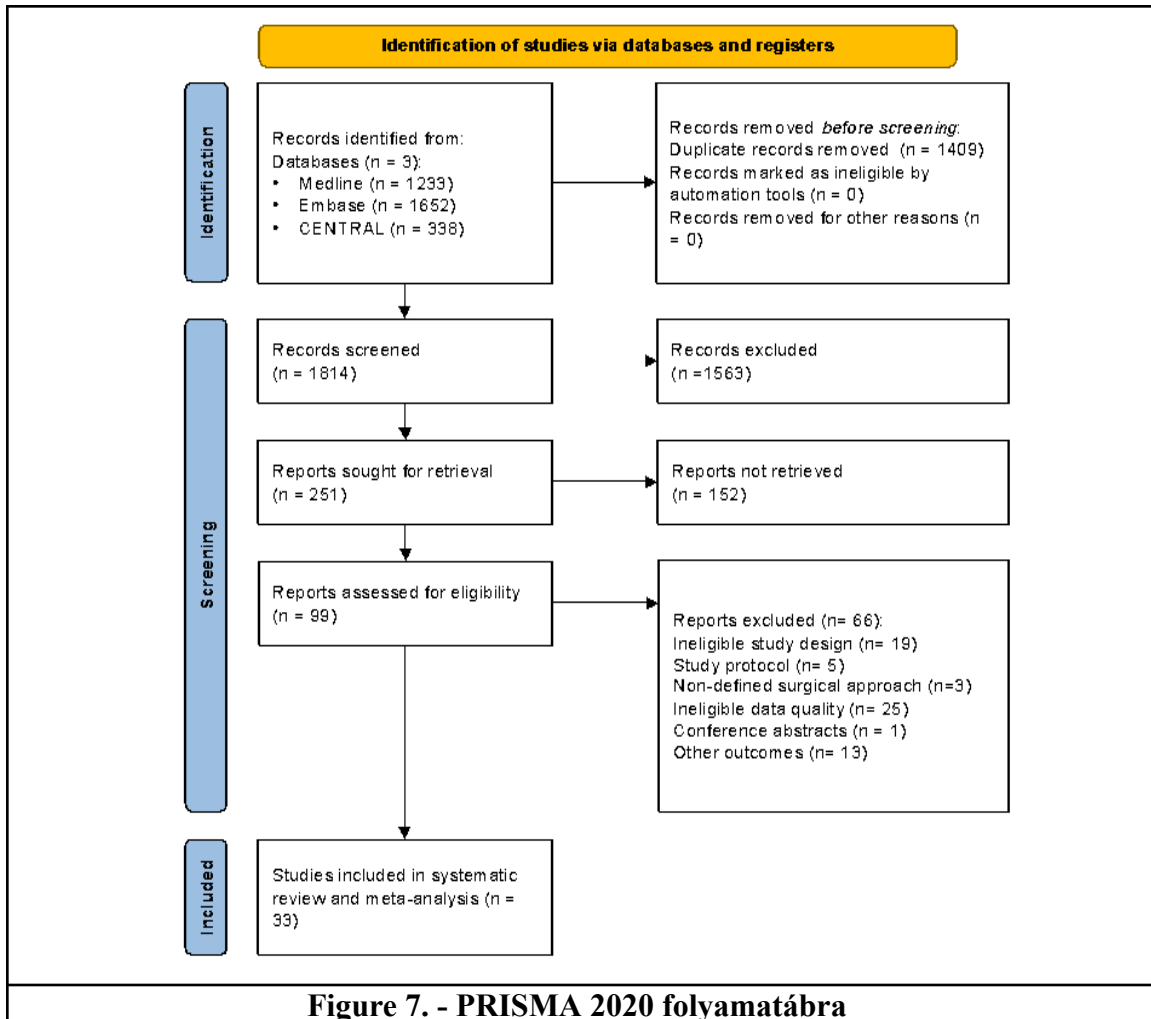 Identification of studies via databases and registers
Identification
Records identified from:
Databases (n = 3):
• Medline (n = 1233)
• Embase (n = 1652)
• CENTRAL (n = 338)
Records removed before screening:
Duplicate records removed (n = 1409)
Records marked as ineligible by
automation tools (n = 0)
Records removed for other reasons (n
= 0)
Screening
Records screened
(n = 1814)
Records excluded
(n =1563)
Reports sought for retrieval
(n = 251)
Reports not retrieved
(n = 152)
Reports assessed for eligibility
(n = 99)
Reports excluded (n= 66):
Ineligible study design (n= 19)
Study protocol (n= 5)
Non-defined surgical approach (n=3)
Ineligible data quality (n= 25)
Conference abstracts (n = 1)
Other outcomes (n= 13)
Included
Studies included in systematic
review and meta-analysis (n =
33)
Figure 7. - PRISMA 2020 folyamatábra